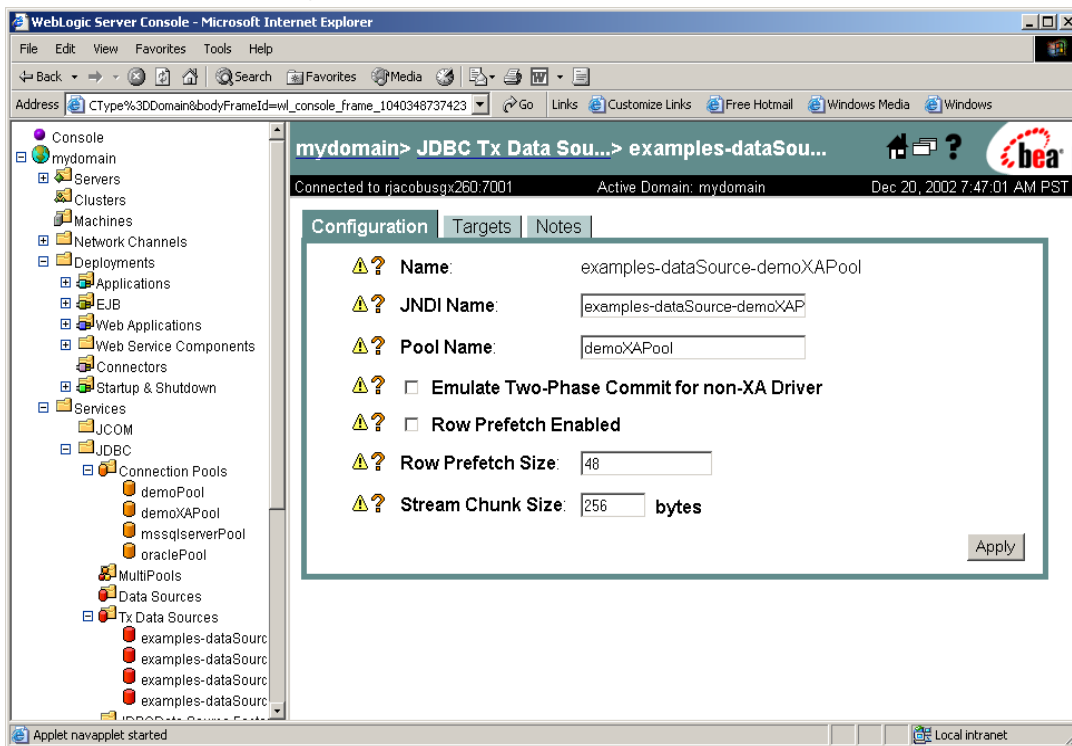 WebLogic Server Console - Microsoft Internet Explorer
File Edit View Favorites Tools Help
Back Search Favorites Media
Address CType%3DDomain&bodyFrameId=wl_console_frame_1040348737423 Go Links Customize Links Free Hotmail Windows Media Windows
Console
mydomain
Servers
Clusters
Machines
Network Channels
Deployments
Applications
EJB
Web Applications
Web Service Components
Connectors
Startup & Shutdown
Services
JCOM
JDBC
Connection Pools
demoPool
demoXAPool
mssqlserverPool
oraclePool
MultiPools
Data Sources
Tx Data Sources
examples-dataSourc
examples-dataSourc
examples-dataSourc
examples-dataSourc
mydomain> JDBC Tx Data Sou...> examples-dataSou...
bea
Connected to rjacobusgx260:7001 Active Domain: mydomain Dec 20, 2002 7:47:01 AM PST
Configuration Targets Notes
Name: examples-dataSource-demoXAPool
JNDI Name: examples-dataSource-demoXAP
Pool Name: demoXAPool
Emulate Two-Phase Commit for non-XA Driver
Row Prefetch Enabled
Row Prefetch Size: 48
Stream Chunk Size: 256 bytes
Apply
Applet navapplet started
Local intranet